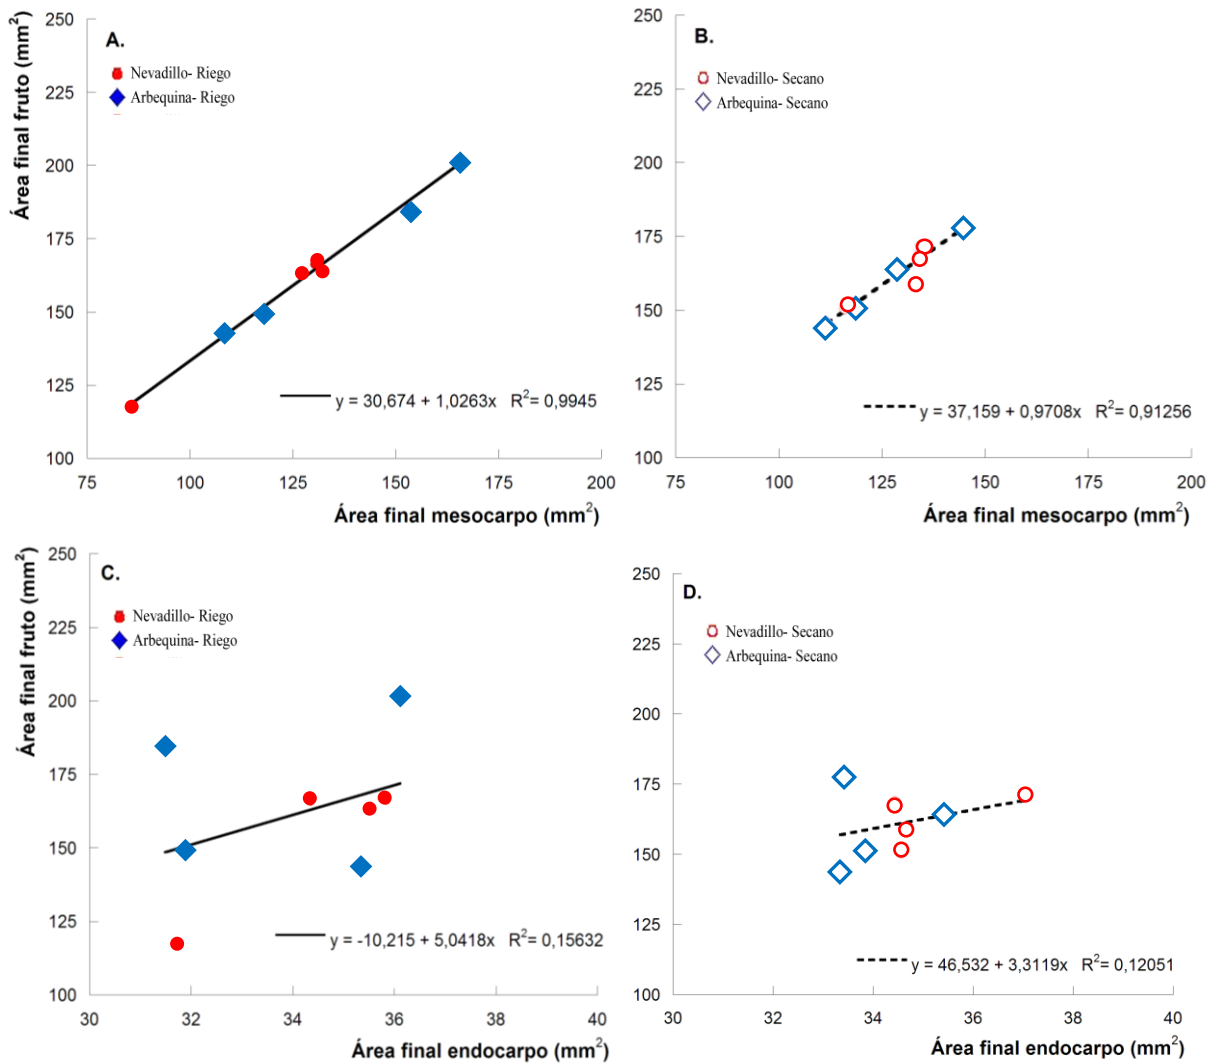 Área final fruto (mm²)
250
225
200
175
150
125
100
A.
Nevadillo- Riego
Arbequina- Riego
y = 30,674 + 1,0263x R²= 0,9945
75 100 125 150 175 200
Área final mesocarpo (mm²)
250
225
200
175
150
125
100
B.
Nevadillo- Secano
Arbequina- Secano
y = 37,159 + 0,9708x R²= 0,91256
75 100 125 150 175 200
Área final mesocarpo (mm²)
Área final fruto (mm²)
250
225
200
175
150
125
100
C.
Nevadillo- Riego
Arbequina- Riego
y = -10,215 + 5,0418x R²= 0,15632
30 32 34 36 38 40
Área final endocarpo (mm²)
250
225
200
175
150
125
100
D.
Nevadillo- Secano
Arbequina- Secano
y = 46,532 + 3,3119x R²= 0,12051
30 32 34 36 38 40
Área final endocarpo (mm²)